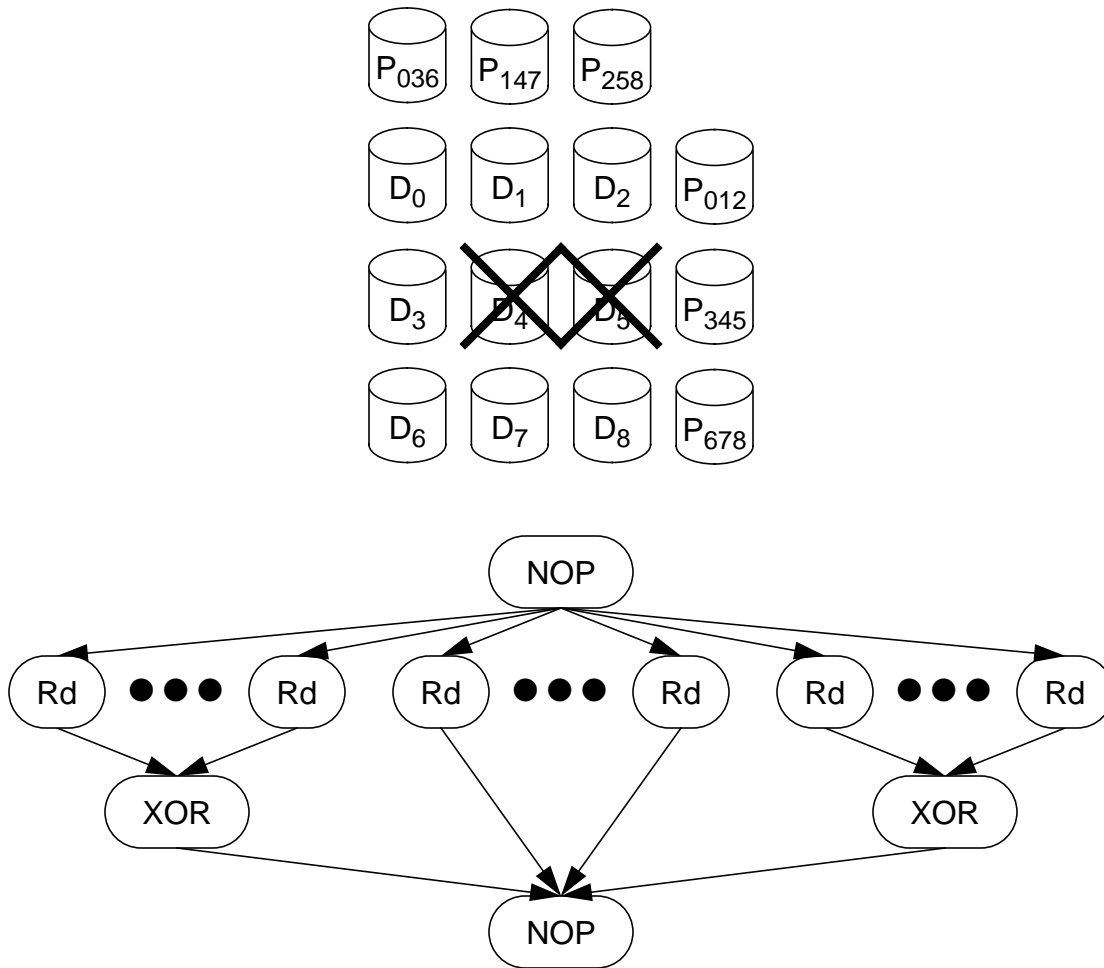 P036 P147 P258
D0 D1 D2 P012
D3 D4 D5 P345
D6 D7 D8 P678
NOP
Rd Rd Rd Rd Rd Rd
XOR XOR
NOP